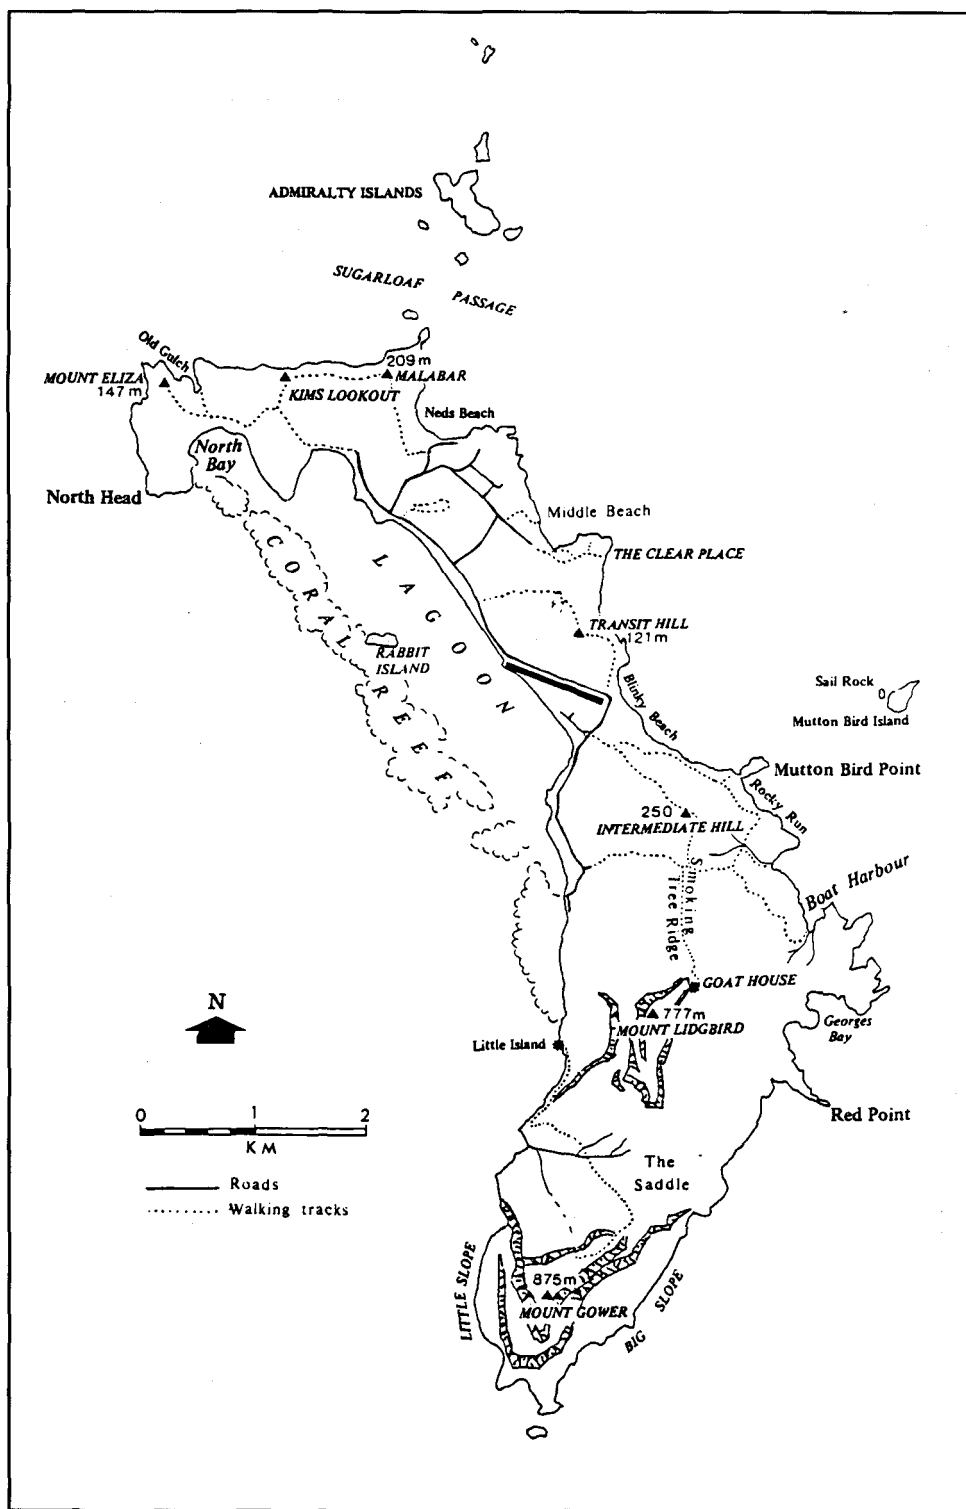 ADMIRALTY ISLANDS
SUGARLOAF PASSAGE
Old Gulch
209 m
MOUNT ELIZA
147 m
MALABAR
KIMS LOOKOUT
Neds Beach
North
Bay
North Head
Middle Beach
THE CLEAR PLACE
CORAL REEF
LAGOON
TRANSIT HILL
121m
RABBIT
ISLAND
Blinky Beach
Sail Rock
Mutton Bird Island
Mutton Bird Point
Rocky Run
250
INTERMEDIATE HILL
Smoking
Tree Ridge
Boat Harbour
GOAT HOUSE
777m
MOUNT LIDGBIRD
Georges
Bay
N
Little Island
0 1 2
KM
Red Point
Roads
Walking tracks
The
Saddle
LITTLE SLOPE
875m
MOUNT GOWER
BIG SLOPE